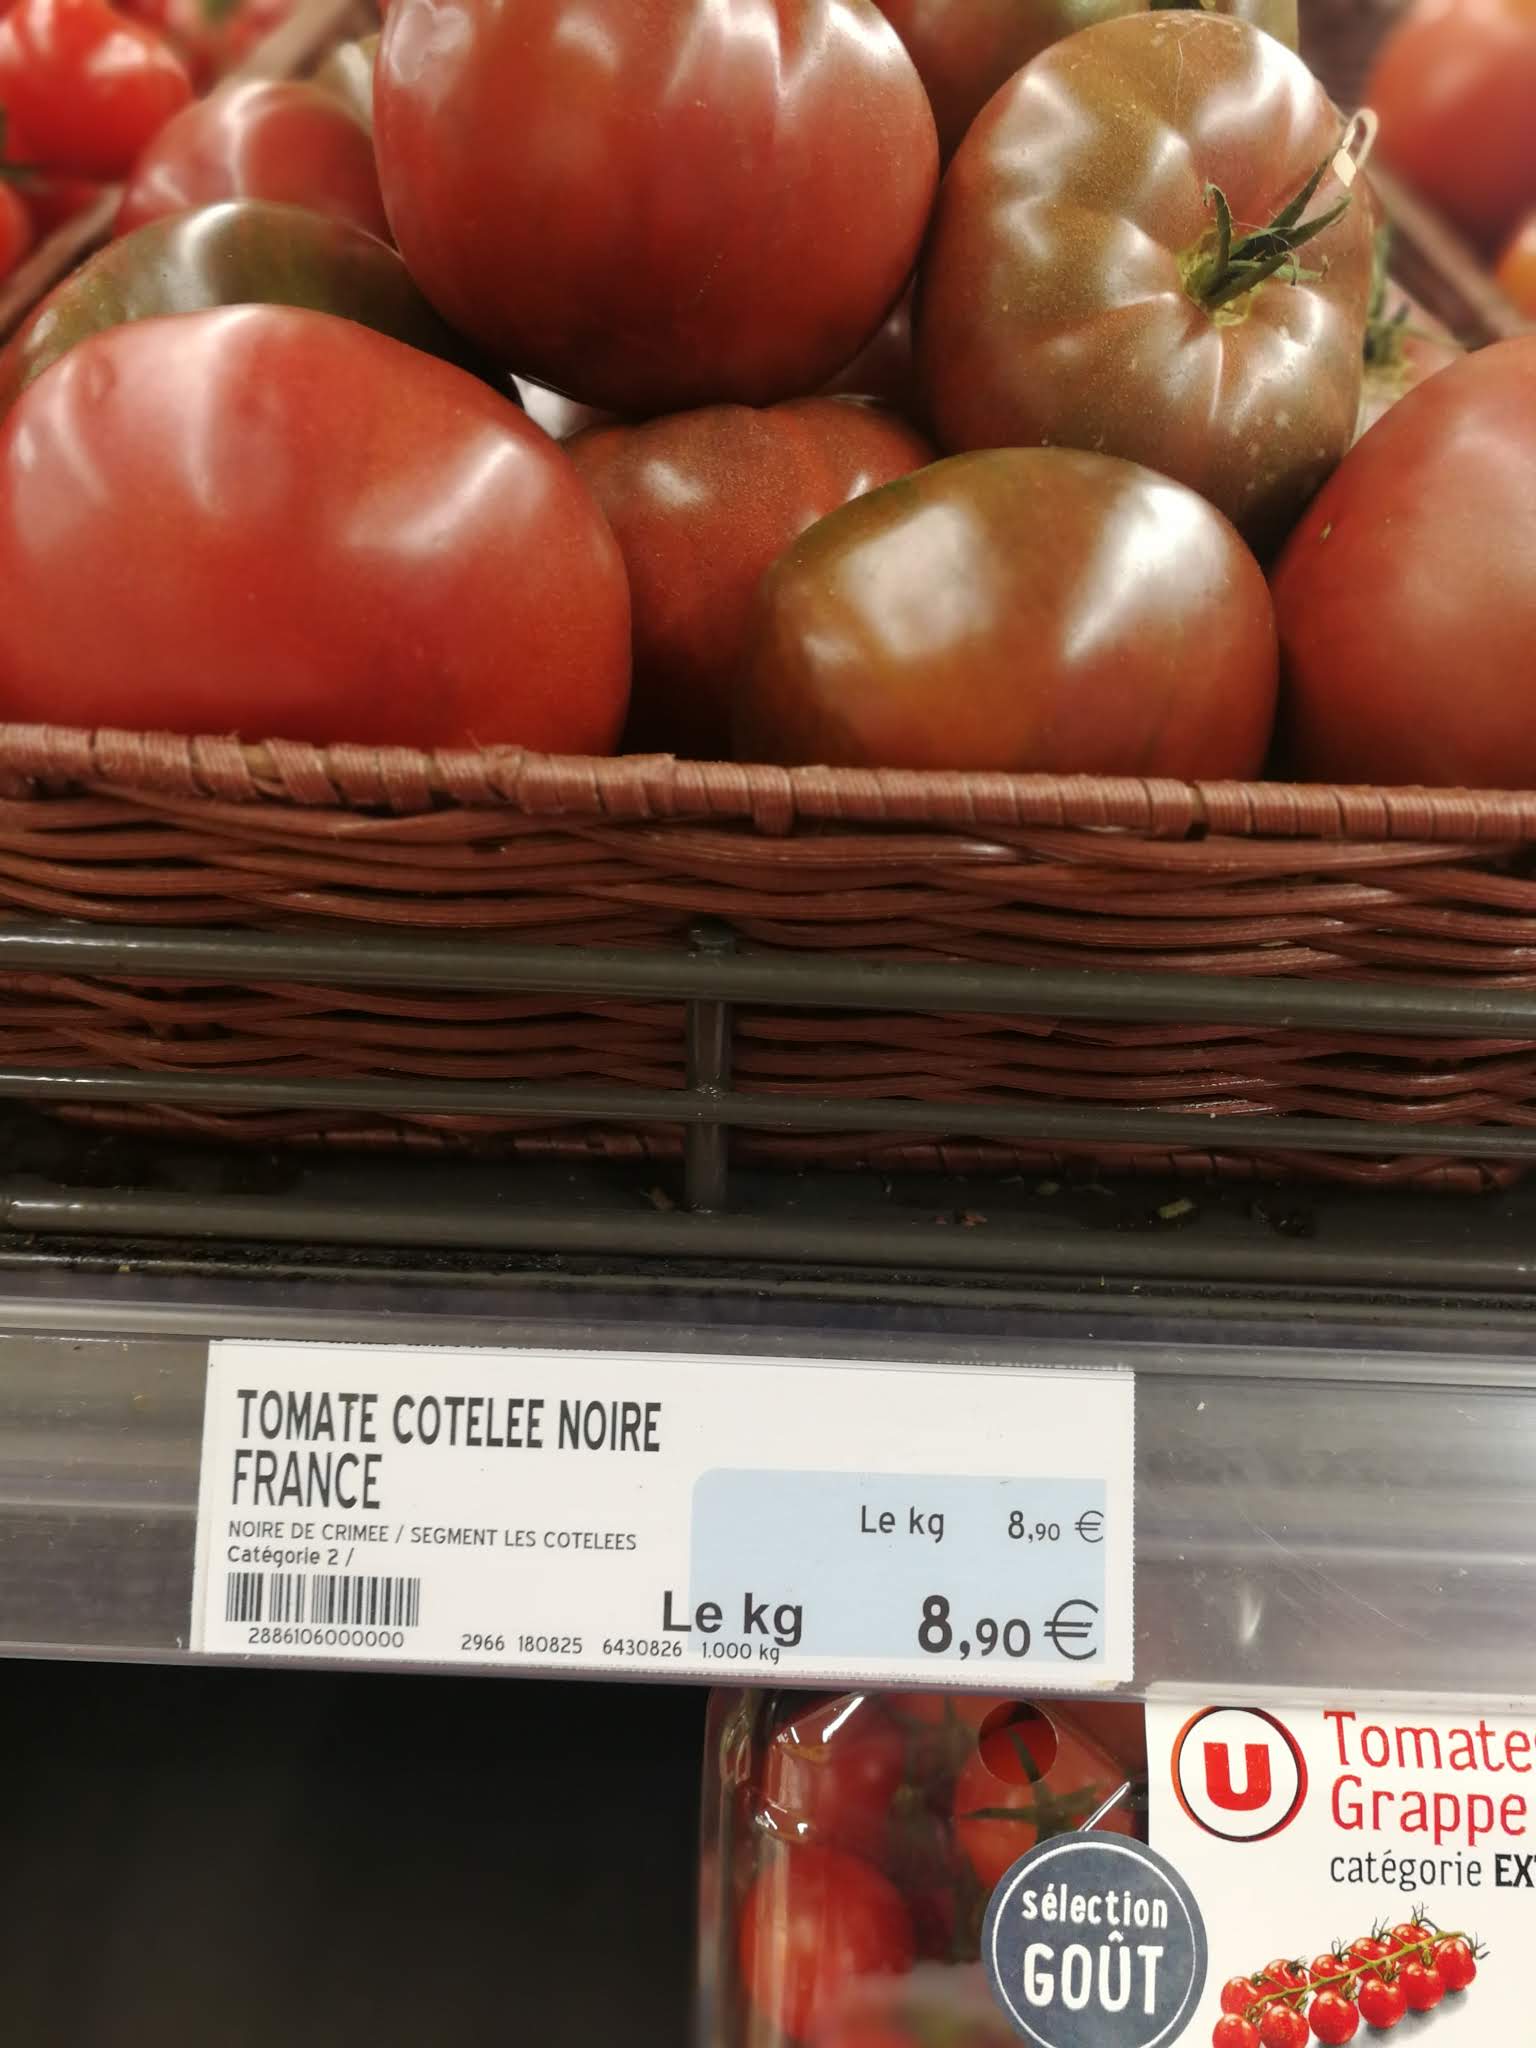 TOMATE COTELEE NOIRE
FRANCE
NOIRE DE CRIMEE / SEGMENT LES COTELEES
Catégorie 2 /
2886106000000
2966 180825 6430826 1.000 kg
Le kg 8,90 €
Le kg 8,90 €
U
Tomate
Grappe
catégorie
sélection
GOÛT